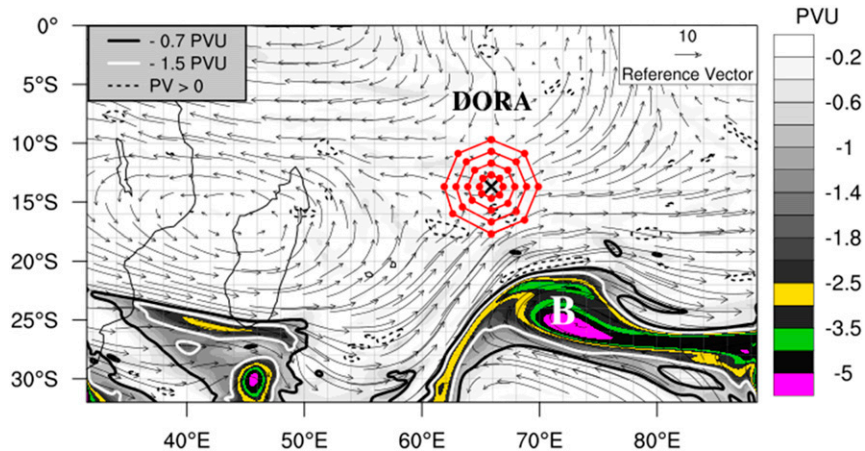 PVU
0°
5°S
10°S
15°S
20°S
25°S
30°S
- 0.7 PVU
- 1.5 PVU
PV > 0
10
Reference Vector
DORA
B
-0.2
-0.6
-1
-1.4
-1.8
-2.5
-3.5
-5
40°E
50°E
60°E
70°E
80°E